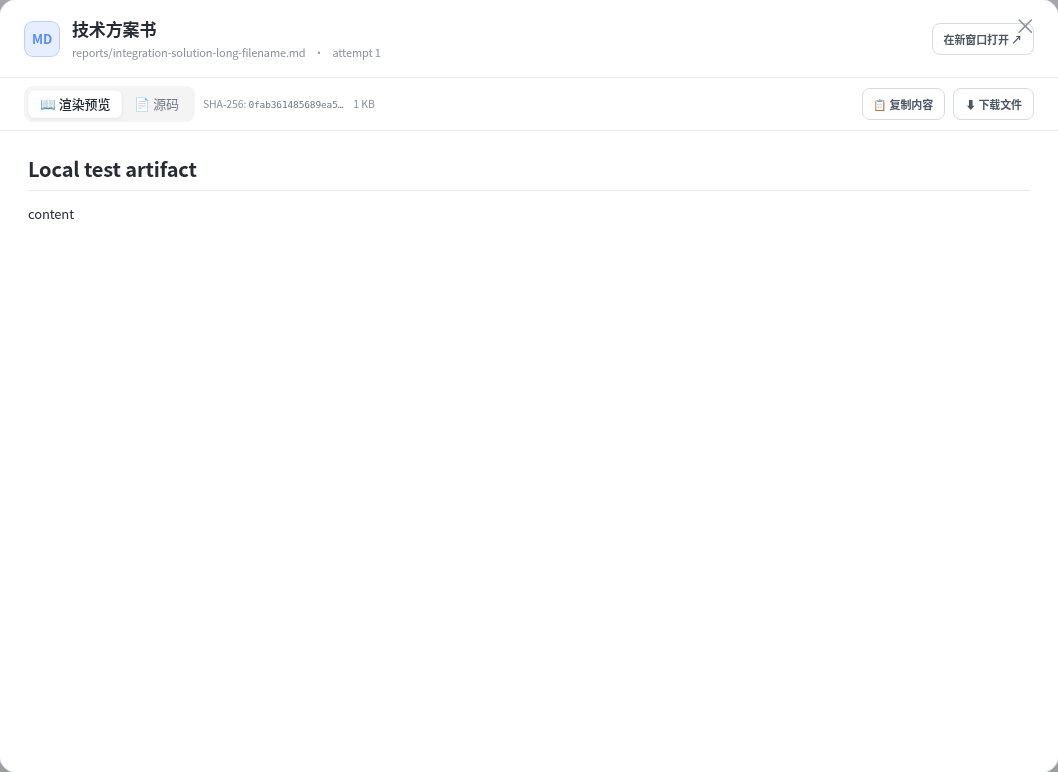 MD
技术方案书
reports/integration-solution-long-filename.md • attempt 1
在新窗口打开 ↗
📖 渲染预览
📄 源码
SHA-256: 0fab361485689ea5… 1 KB
📋 复制内容
⬇ 下载文件
Local test artifact
content